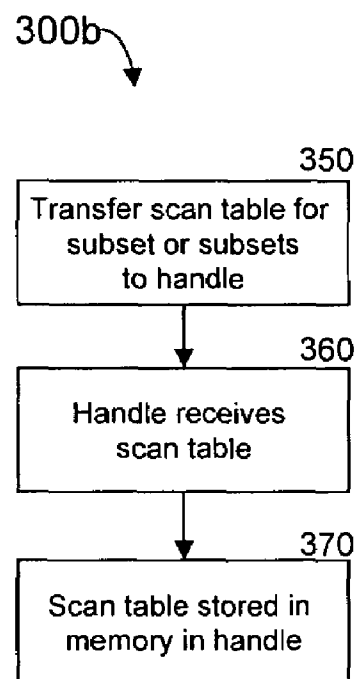 300b
350
Transfer scan table for
subset or subsets
to handle
360
Handle receives
scan table
370
Scan table stored in
memory in handle